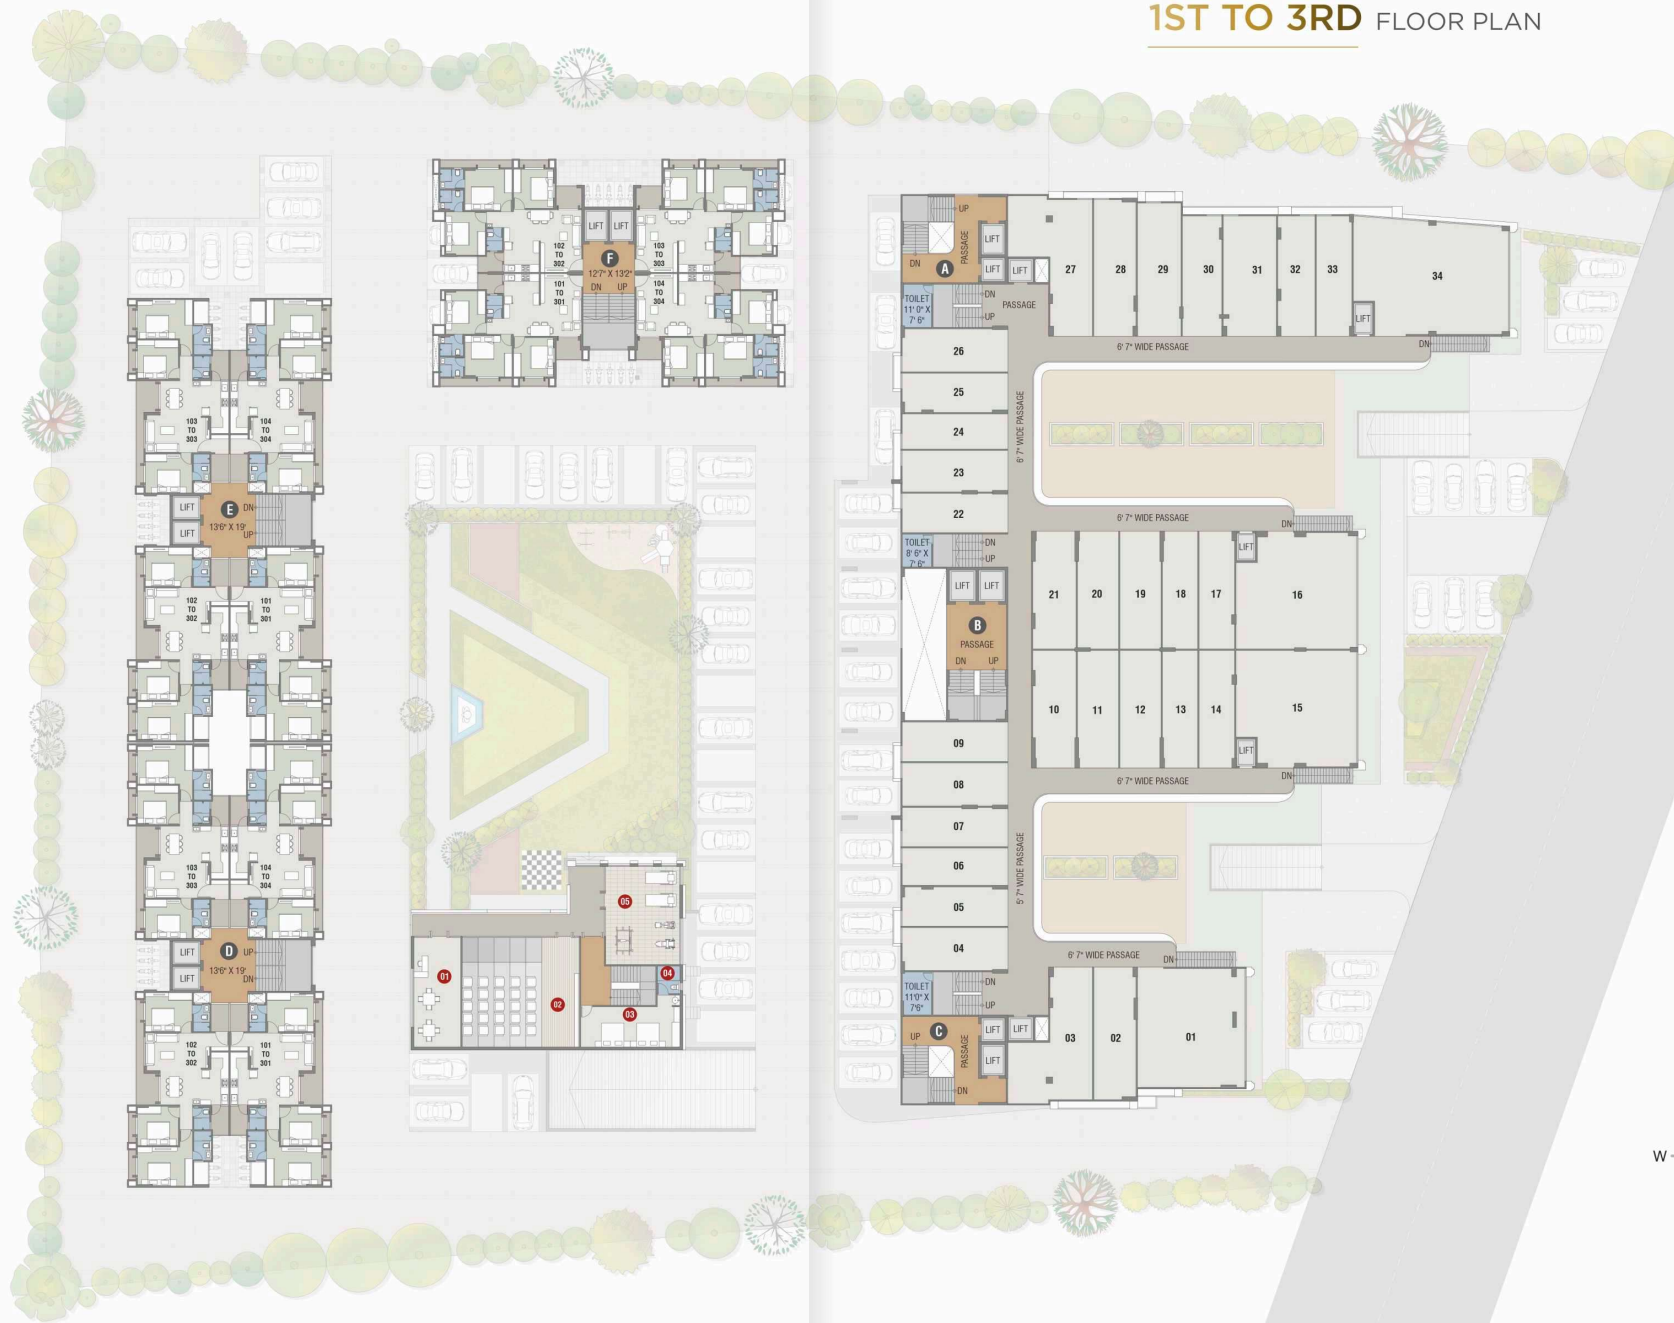 1ST TO 3RD FLOOR PLAN
LIFT LIFT
F
12'7" X 13'2"
DN UP
102
TO
302
103
TO
303
101
TO
301
104
TO
304
103
TO
303
104
TO
304
LIFT
LIFT
E
13'6" X 19'
DN
UP
102
TO
302
101
TO
301
103
TO
303
104
TO
304
LIFT
LIFT
D
13'6" X 19'
UP
DN
102
TO
302
101
TO
301
01
02
03
04
05
UP
PASSAGE
LIFT
DN
A
LIFT LIFT
TOILET
11' 0" X
7' 6"
DN
UP
PASSAGE
27
28
29
30
31
32
33
34
LIFT
6' 7" WIDE PASSAGE
DN
26
25
24
23
22
6' 7" WIDE PASSAGE
6' 7" WIDE PASSAGE
DN
TOILET
8' 6" X
7' 6"
DN
UP
LIFT LIFT
B
PASSAGE
DN UP
21
20
19
18
17
LIFT
16
10
11
12
13
14
15
LIFT
6' 7" WIDE PASSAGE
DN
09
08
07
06
05
04
5' 7" WIDE PASSAGE
6' 7" WIDE PASSAGE
DN
TOILET
11'0" X
7'6"
DN
UP
C
UP
PASSAGE
LIFT LIFT
LIFT
DN
03
02
01
W